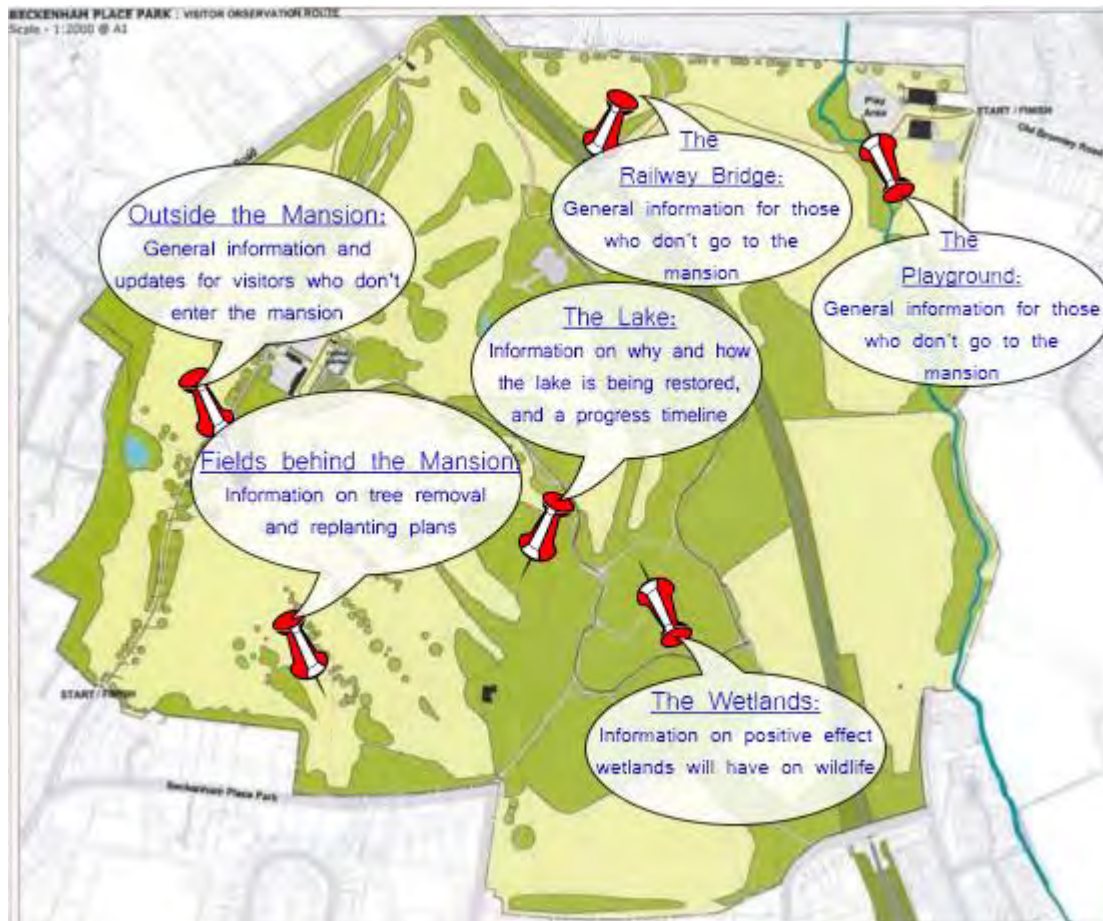 BECKENHAM PLACE PARK : VISITOR OBSERVATION ROUTE
Scale - 1:2000 @ A1
Play
Area
START / FINISH
Old Bromley Road
The
Railway Bridge:
General information for those
who don't go to the
mansion
Outside the Mansion:
General information and
updates for visitors who don't
enter the mansion
The
Playground:
General information for those
who don't go to the
mansion
The Lake:
Information on why and how
the lake is being restored,
and a progress timeline
Fields behind the Mansion:
Information on tree removal
and replanting plans
START / FINISH
The Wetlands:
Information on positive effect
wetlands will have on wildlife
Beckenham Place Park